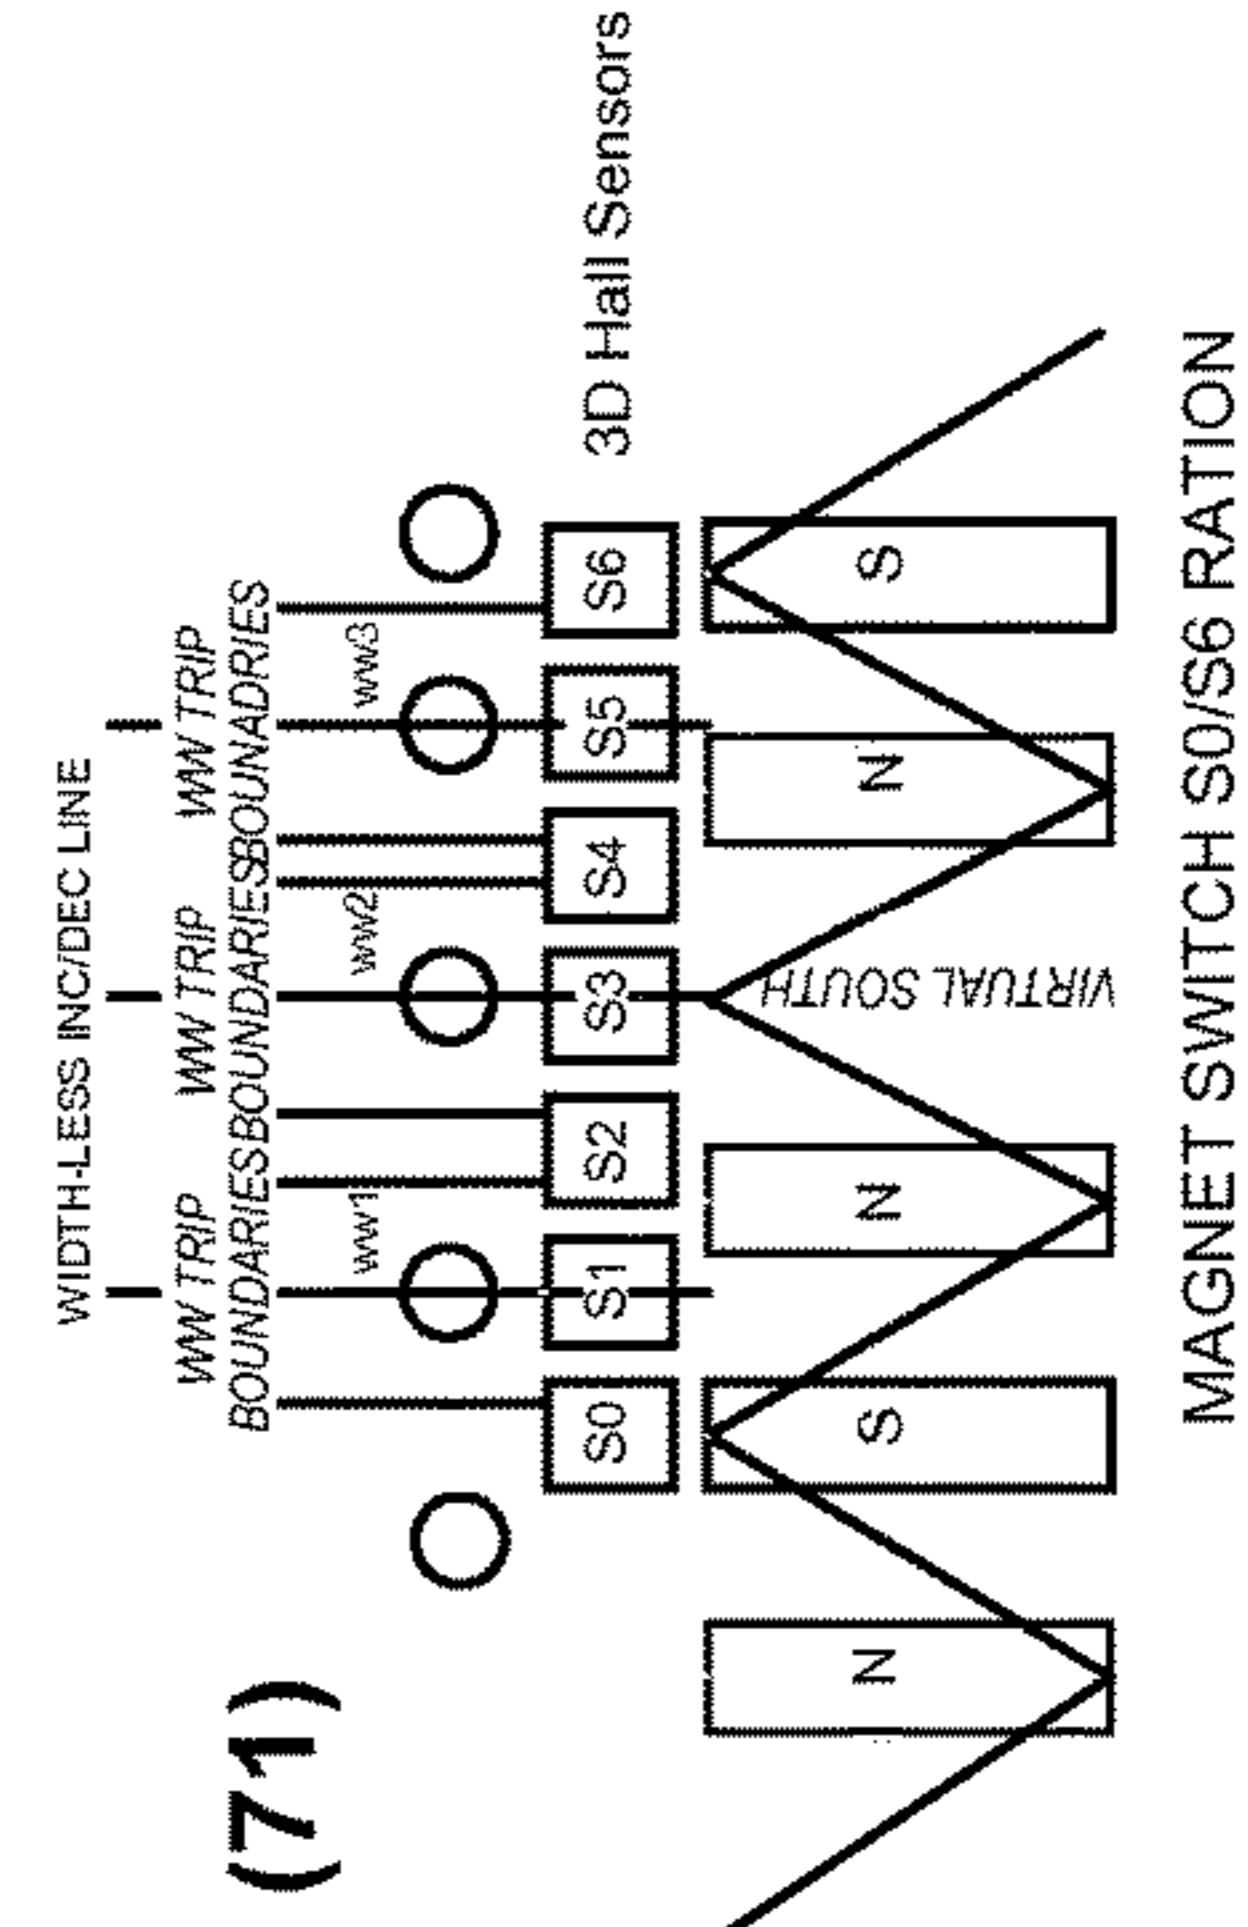 (71)
WIDTH-LESS INC/DEC LINE
WW TRIP WW TRIP WW TRIP
BOUNDARIES BOUNDARIES BOUNADRIES
ww1 ww2 ww3
S0 S1 S2 S3 S4 S5 S6 3D Hall Sensors
N S N VIRTUAL SOUTH N S
MAGNET SWITCH S0/S6 RATION